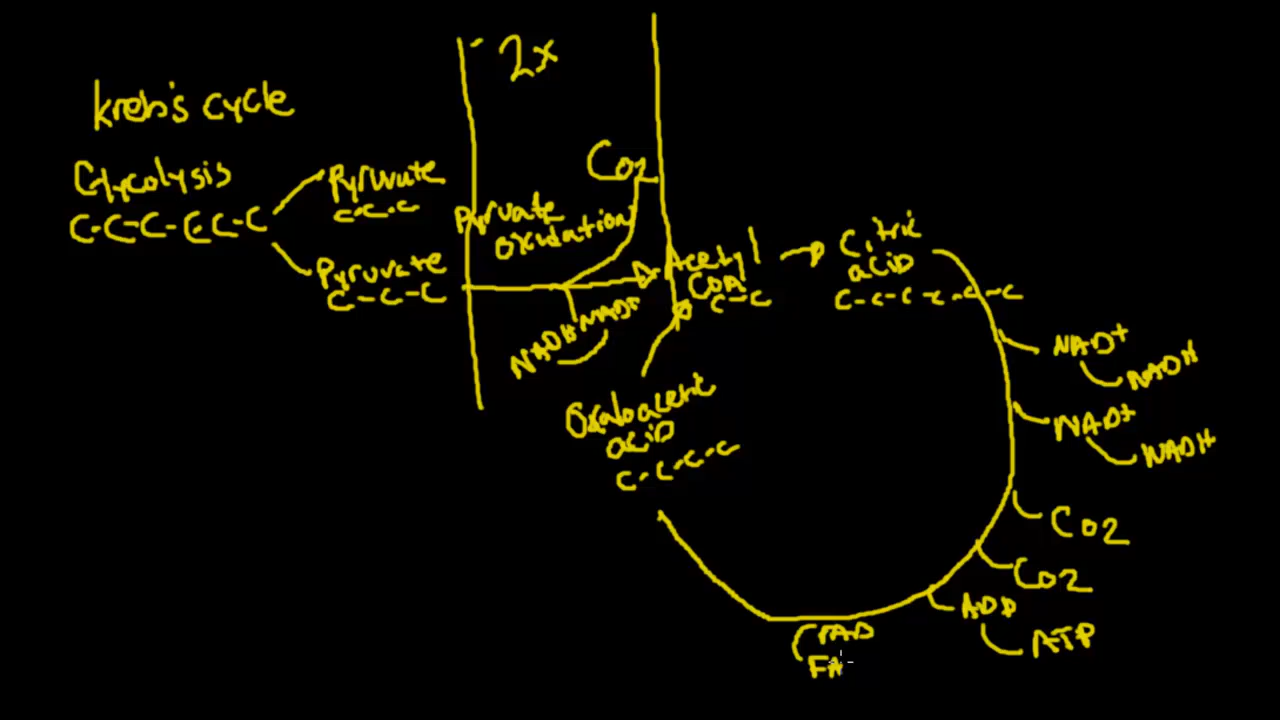 2x
Kreb's cycle
Glycolysis
C-C-C-C-C-C
Pyruvate
C-C-C
Pyruvate
C-C-C
CO2
Pyruvate
oxidation
NADH NAD+
Acetyl
COA
C-C
Citric
aciD
C-C-C-C-C-C
Oxaloacetic
aciD
C-C-C-C
NAD+
NADH
NAD+
NADH
CO2
CO2
ADP
ATP
FAD
FA